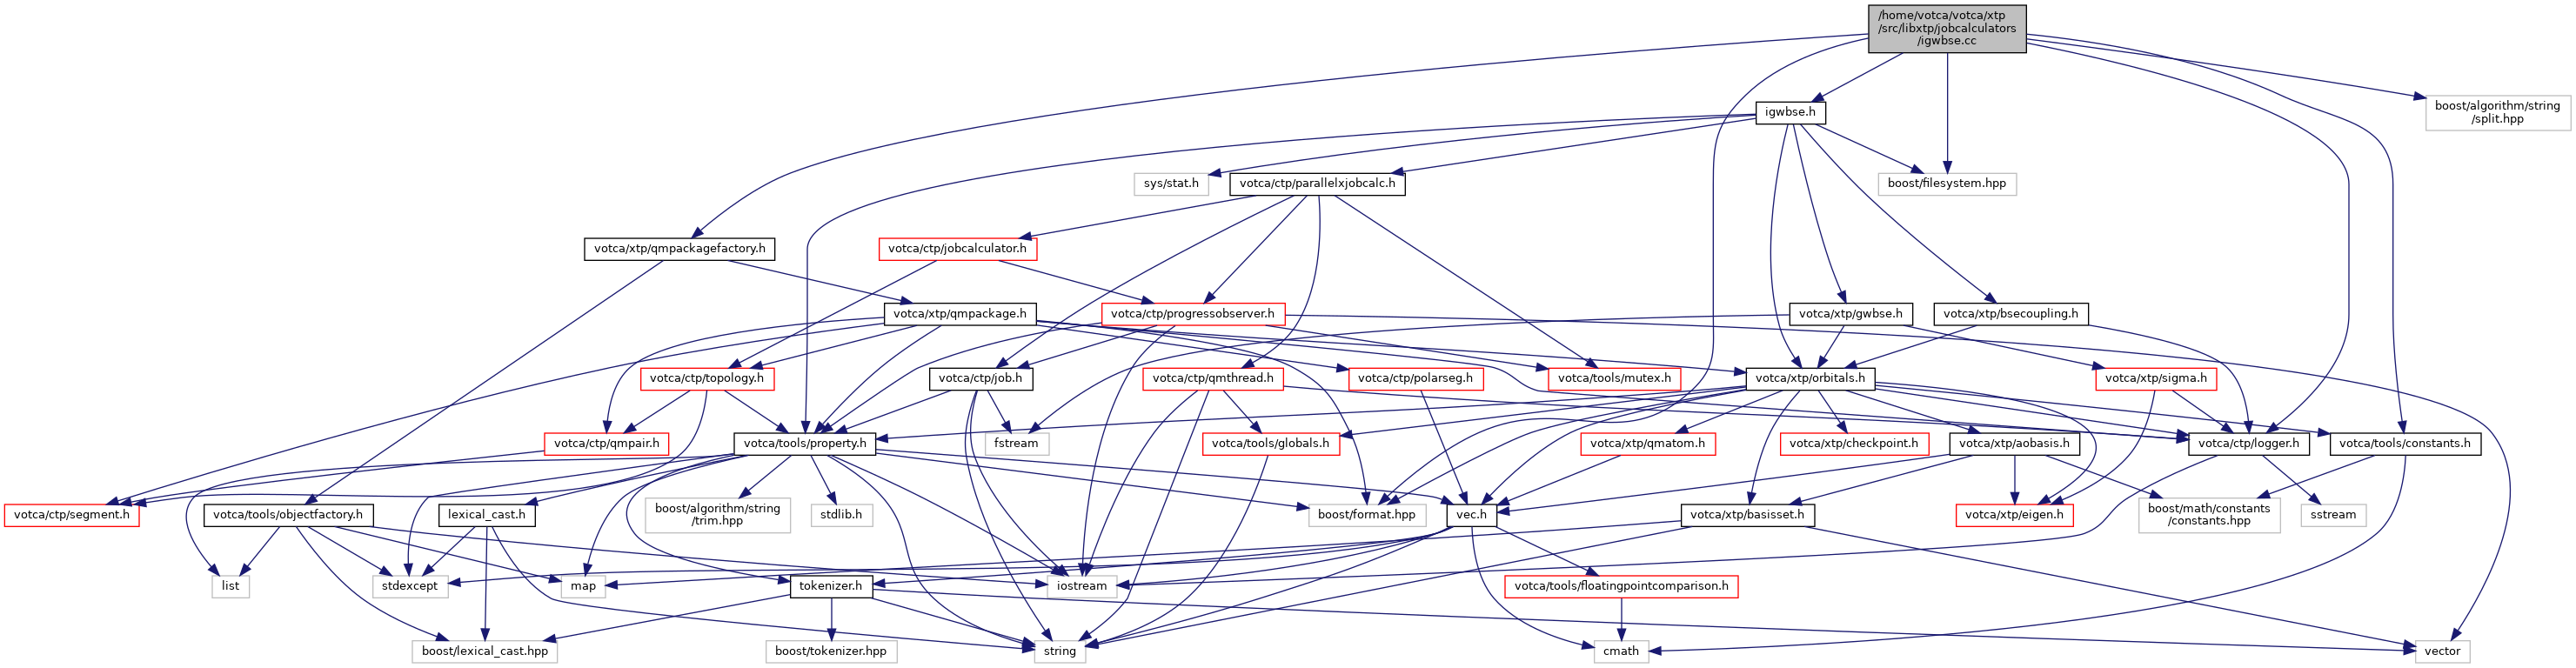 /home/votca/votca/xtp
/src/libxtp/jobcalculators
/igwbse.cc
igwbse.h
boost/algorithm/string
/split.hpp
sys/stat.h
votca/ctp/parallelxjobcalc.h
boost/filesystem.hpp
votca/xtp/qmpackagefactory.h
votca/ctp/jobcalculator.h
votca/xtp/qmpackage.h
votca/ctp/progressobserver.h
votca/xtp/gwbse.h
votca/xtp/bsecoupling.h
votca/ctp/topology.h
votca/ctp/job.h
votca/ctp/qmthread.h
votca/ctp/polarseg.h
votca/tools/mutex.h
votca/xtp/orbitals.h
votca/xtp/sigma.h
votca/ctp/qmpair.h
votca/tools/property.h
fstream
votca/tools/globals.h
votca/xtp/qmatom.h
votca/xtp/checkpoint.h
votca/xtp/aobasis.h
votca/ctp/logger.h
votca/tools/constants.h
votca/ctp/segment.h
votca/tools/objectfactory.h
lexical_cast.h
boost/algorithm/string
/trim.hpp
stdlib.h
boost/format.hpp
vec.h
votca/xtp/basisset.h
votca/xtp/eigen.h
boost/math/constants
/constants.hpp
sstream
list
stdexcept
map
tokenizer.h
iostream
votca/tools/floatingpointcomparison.h
boost/lexical_cast.hpp
boost/tokenizer.hpp
string
cmath
vector